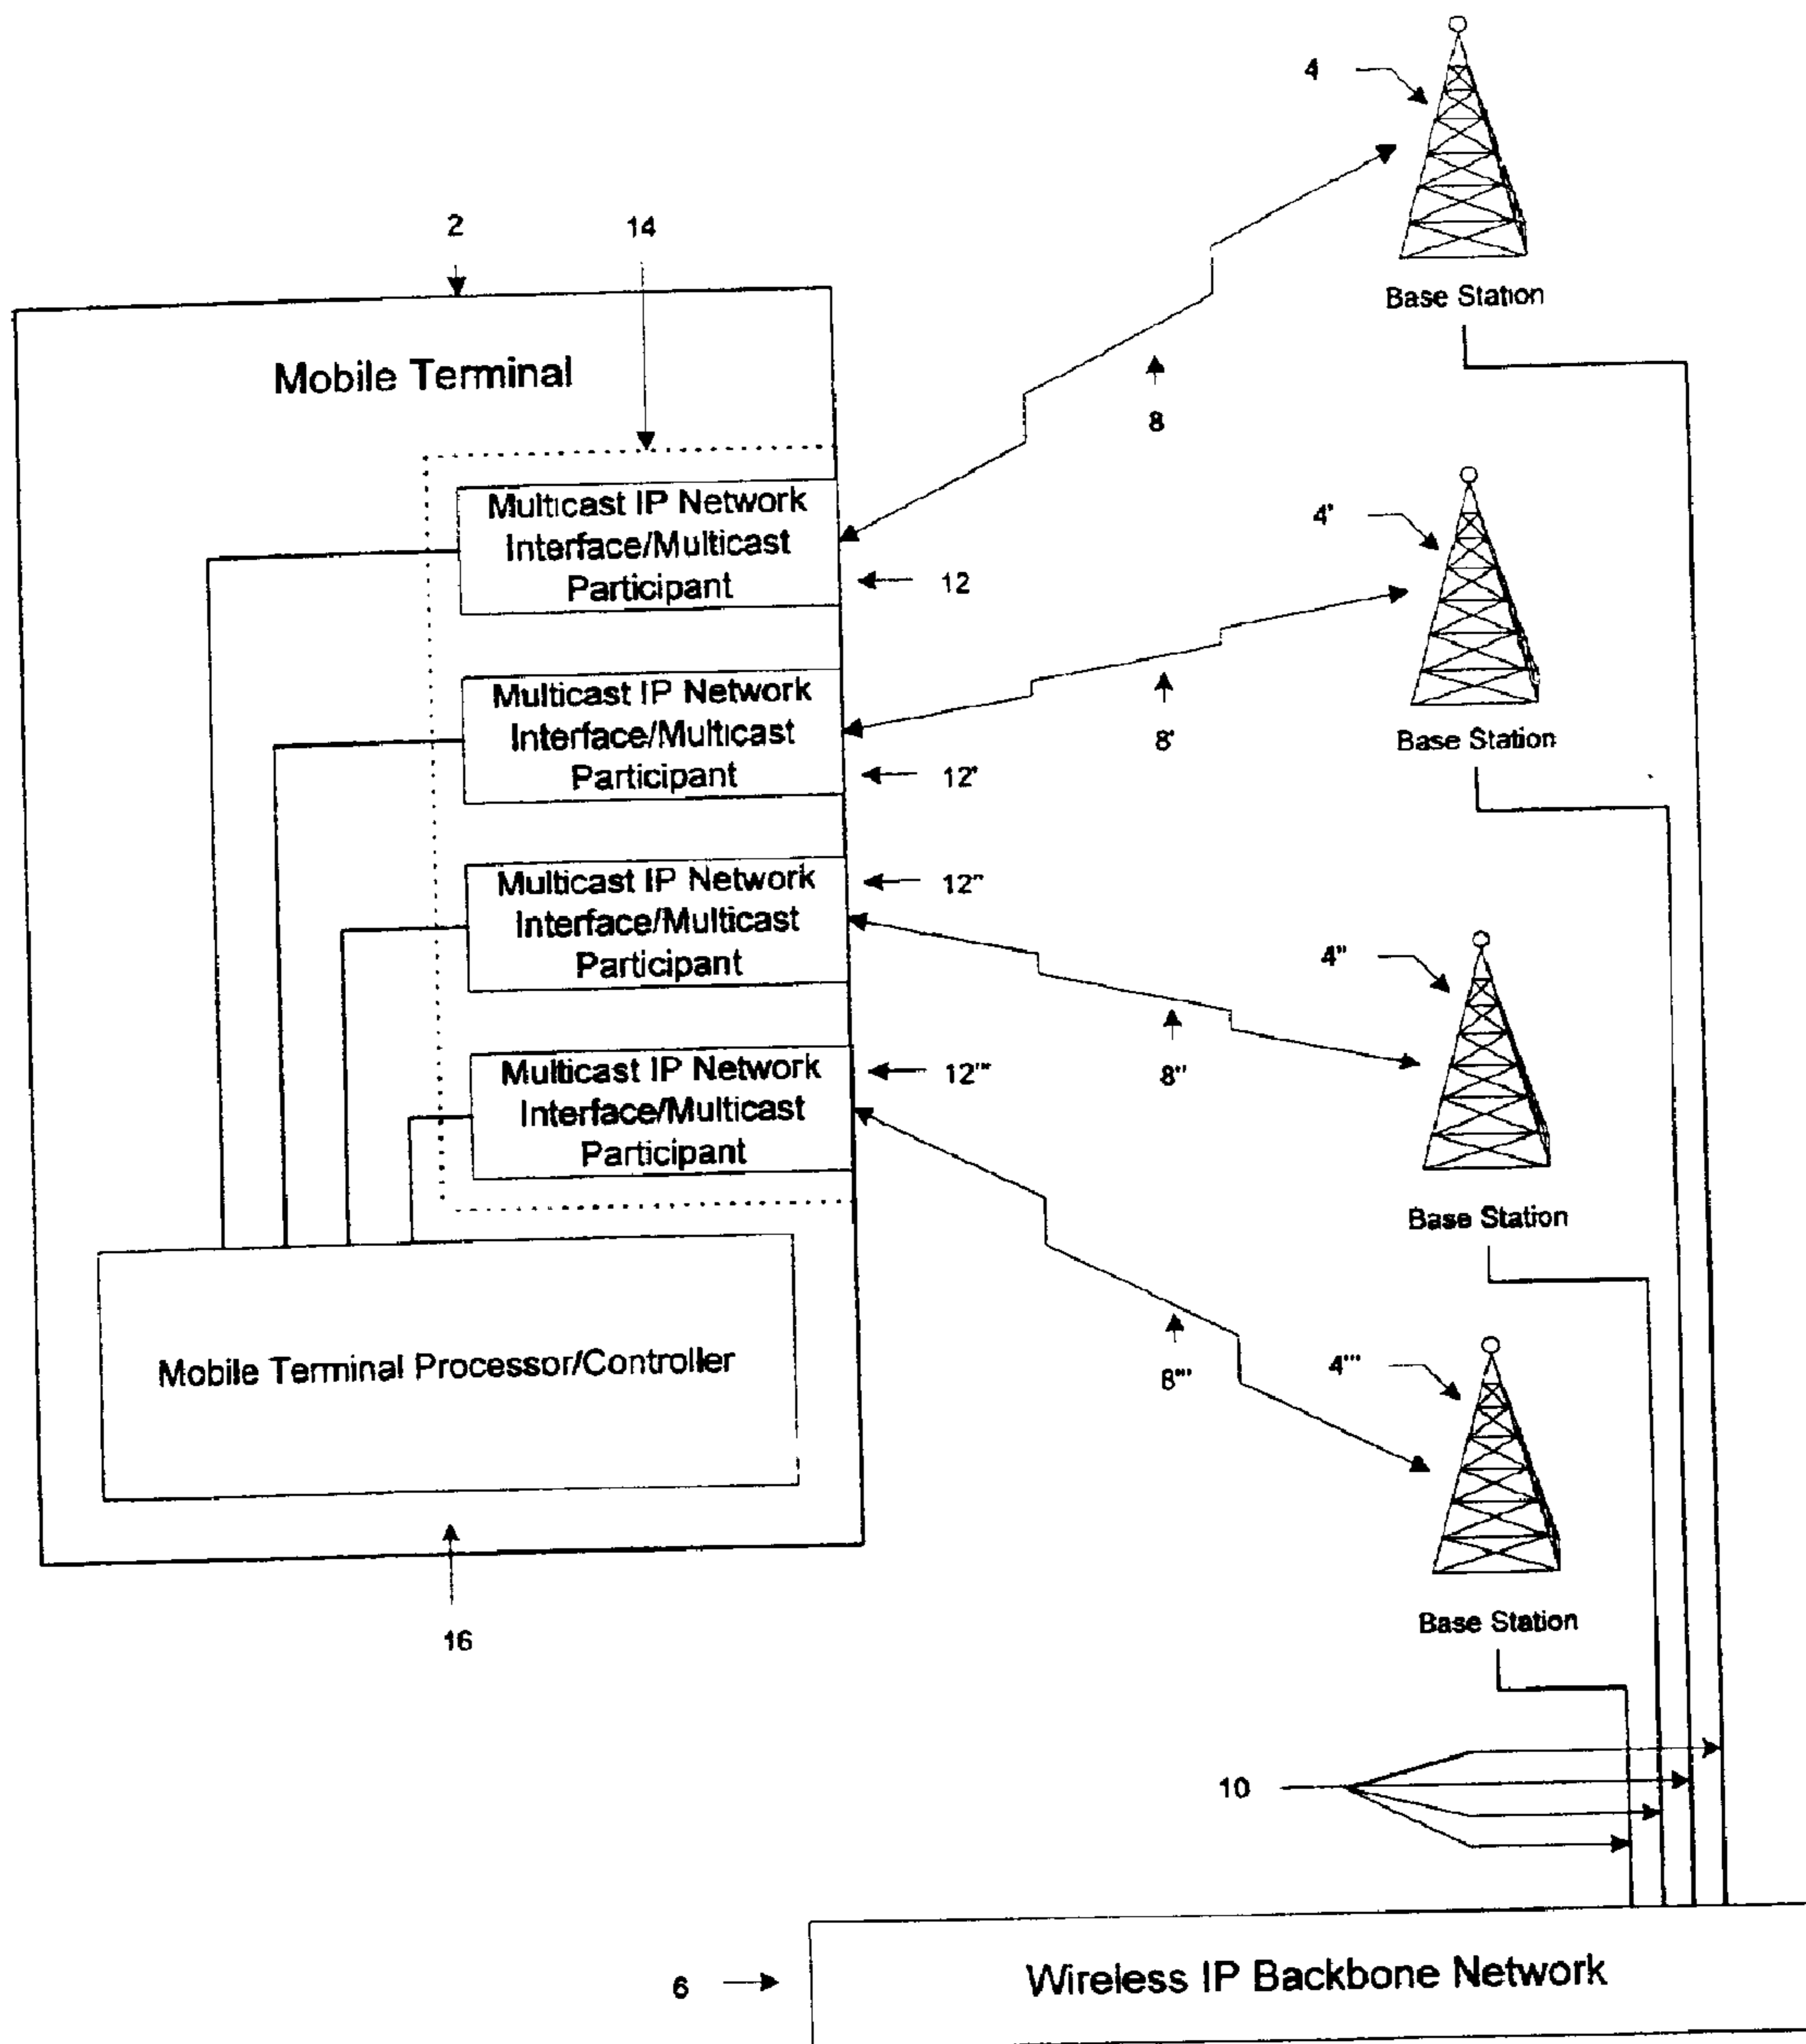 4
Base Station
2
14
Mobile Terminal
8
Multicast IP Network
Interface/Multicast
Participant
12
4'
Base Station
8'
Multicast IP Network
Interface/Multicast
Participant
12'
Multicast IP Network
Interface/Multicast
Participant
12''
4''
Base Station
8''
Multicast IP Network
Interface/Multicast
Participant
12'''
8'''
4'''
Base Station
Mobile Terminal Processor/Controller
16
10
6
Wireless IP Backbone Network